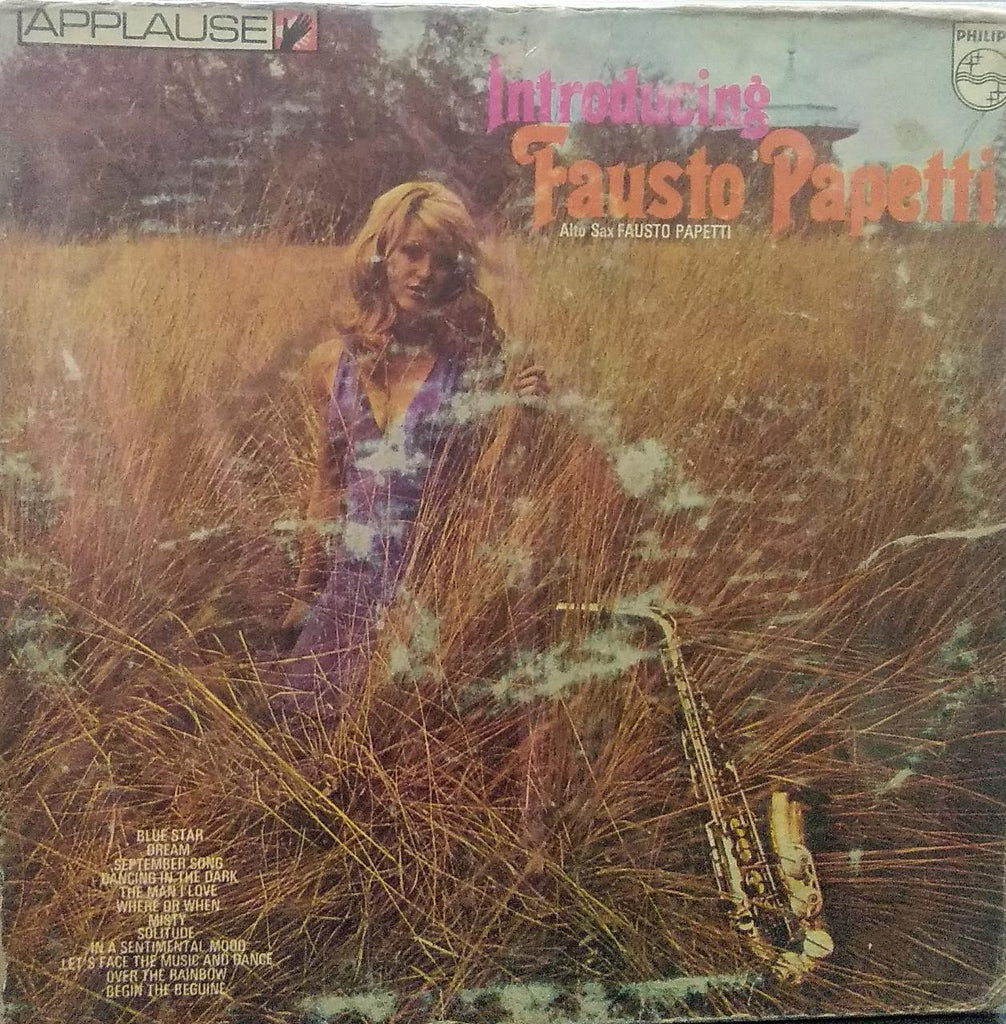 APPLAUSE
PHILIP
Introducing
Fausto Papetti
Alto Sax FAUSTO PAPETTI
BLUE STAR
DREAM
SEPTEMBER SONG
DANCING IN THE DARK
THE MAN I LOVE
WHERE OR WHEN
MISTY
SOLITUDE
IN A SENTIMENTAL MOOD
LET'S FACE THE MUSIC AND DANCE
OVER THE RAINBOW
BEGIN THE BEGUINE